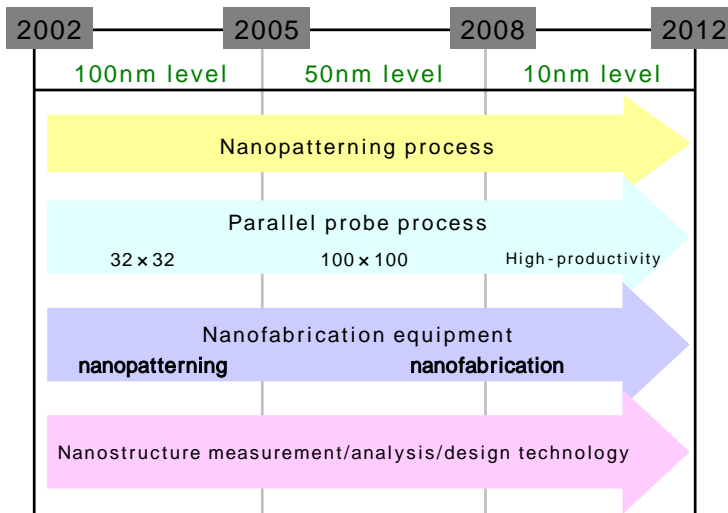 2002 2005 2008 2012
100nm level 50nm level 10nm level
Nanopatterning process
Parallel probe process
32×32 100×100 High-productivity
Nanofabrication equipment
nanopatterning nanofabrication
Nanostructure measurement/analysis/design technology